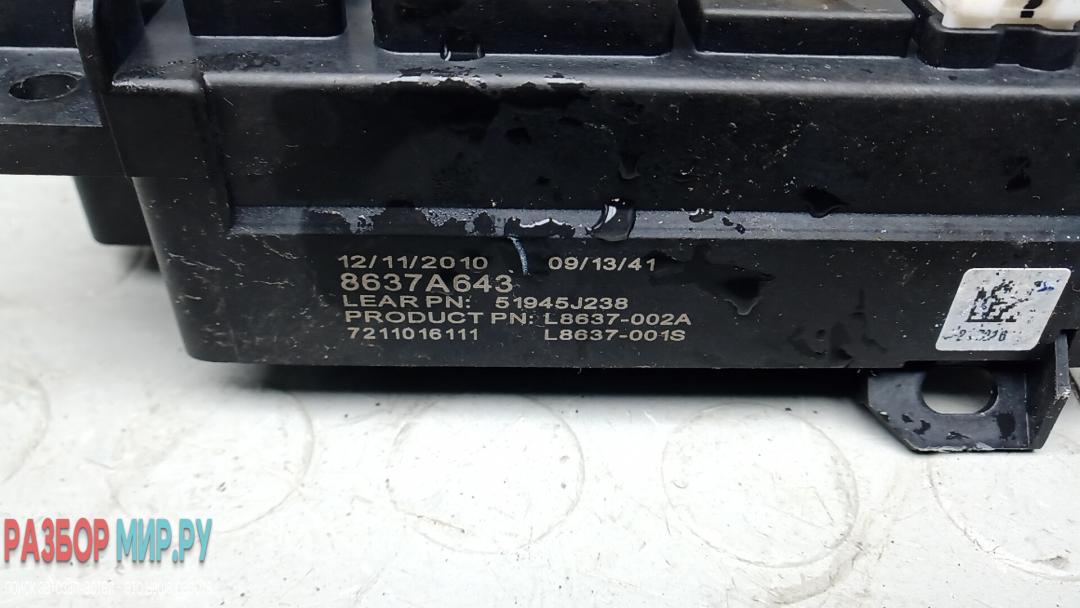 ?
12/11/2010 09/13/41
8637A643
LEAR PN: 51945J238
PRODUCT PN: L8637-002A
7211016111 L8637-001S
РАЗБОР МИР.РУ